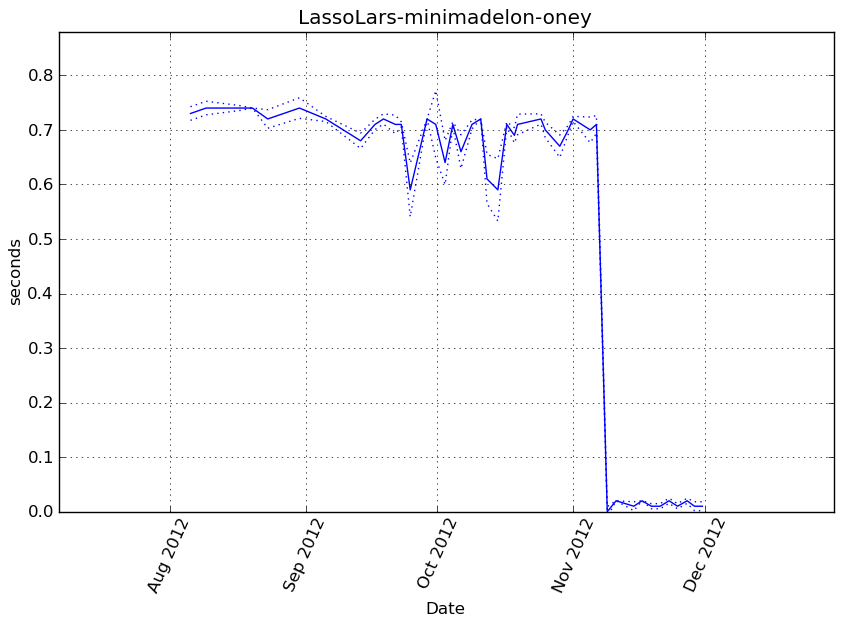 LassoLars-minimadelon-oney
0.8
0.7
0.6
0.5
0.4
0.3
0.2
0.1
0.0
seconds
Aug 2012
Sep 2012
Oct 2012
Nov 2012
Dec 2012
Date